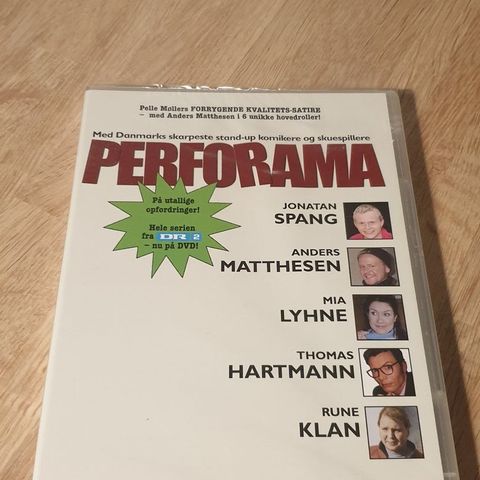 Pelle Møllers FORRYGENDE KVALITETS-SATIRE
– med Anders Matthesen i 6 unikke hovedroller!
Med Danmarks skarpeste stand-up komikere og skuespillere
PERFORAMA
På utallige
opfordringer!
Hele serien
fra DR 2
– nu på DVD!
JONATAN
SPANG
ANDERS
MATTHESEN
MIA
LYHNE
THOMAS
HARTMANN
RUNE
KLAN